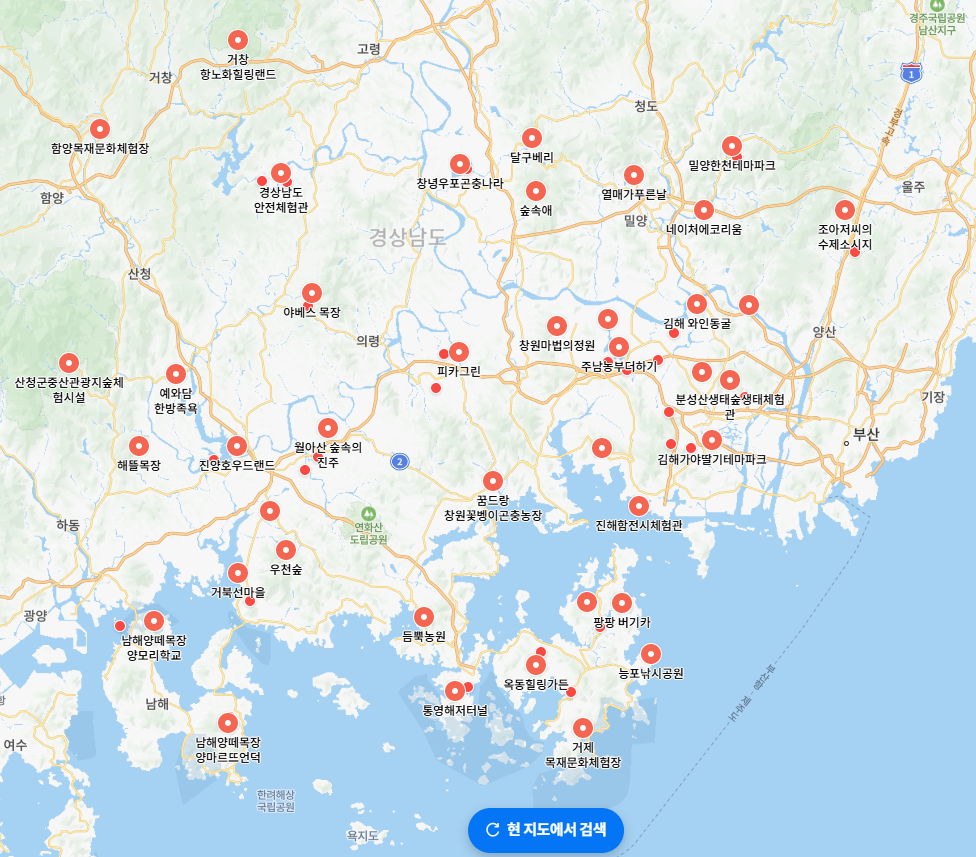 경주국립공원
남산지구
거창
항노화힐링랜드
고령
거창
1
경부고속
청도
함양목재문화체험장
달구베리
밀양한천테마파크
창녕우포곤충나라
경상남도
안전체험관
열매가푸른날
울주
함양
숲속애
밀양
네이처에코리움
조아저씨의
수제소시지
경상남도
산청
야베스 목장
김해 와인동굴
양산
의령
창원마법의정원
주남동부더하기
피카그린
산청군중산관광지숲체
험시설
예와담
한방족욕
분성산생태숲생태체험
관
기장
부산
월아산 숲속의
진주
해뜰목장
진양호우드랜드
2
김해가야딸기테마파크
꿈드랑
창원꽃벵이곤충농장
하동
연화산
도립공원
진해함전시체험관
우천숲
거북선마을
광양
남해양떼목장
양모리학교
듬뿍농원
팡팡 버기카
능포낚시공원
옥동힐링가든
남해
통영해저터널
부산항-제주도
여수
남해양떼목장
양마르뜨언덕
거제
목재문화체험장
한려해상
국립공원
욕지도
현 지도에서 검색